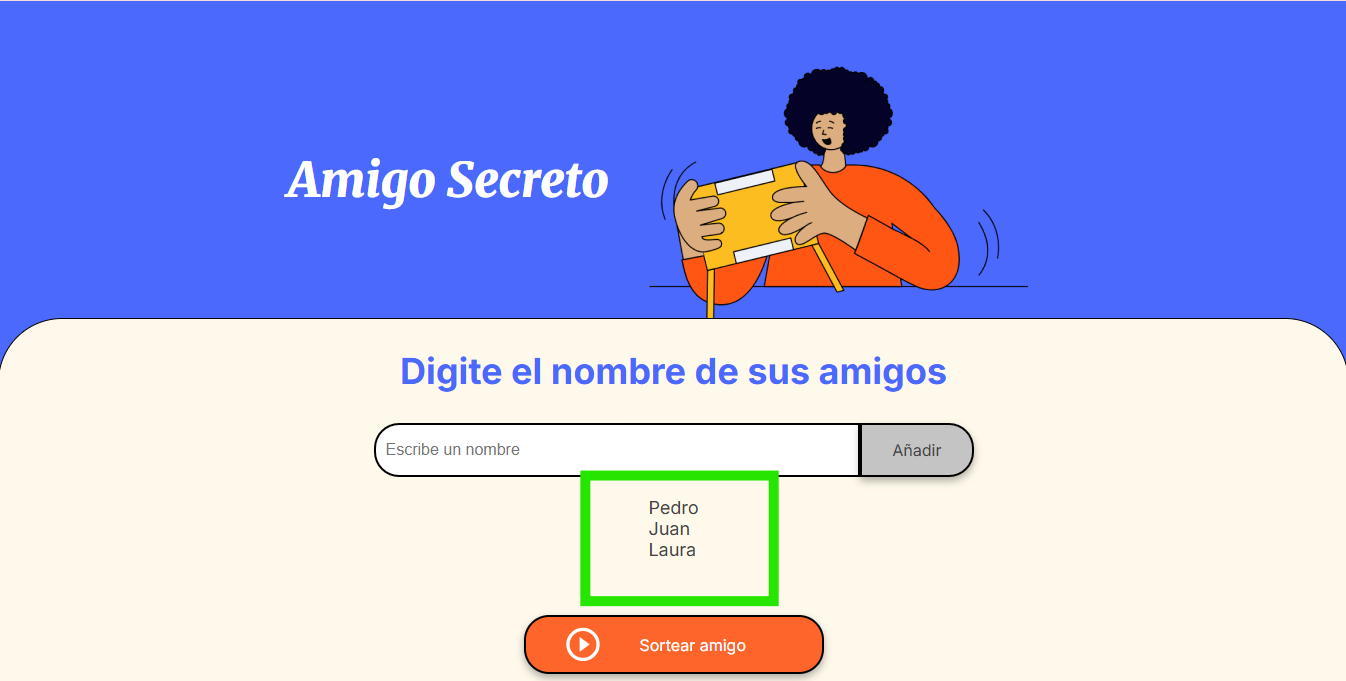 Amigo Secreto
Digite el nombre de sus amigos
Escribe un nombre
Añadir
Pedro
Juan
Laura
Sortear amigo